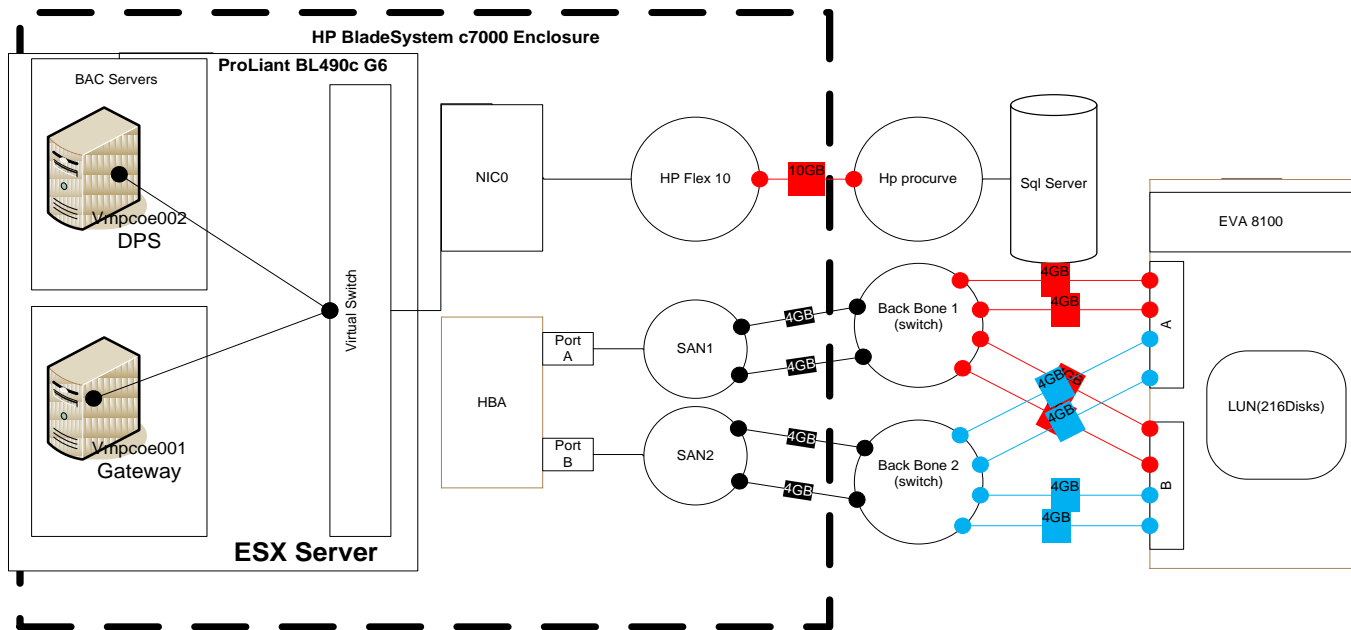 HP BladeSystem c7000 Enclosure
ProLiant BL490c G6
BAC Servers
Vmpcoe002
DPS
Vmpcoe001
Gateway
ESX Server
Virtual Switch
NIC0
HP Flex 10
10GB
Hp procurve
Sql Server
EVA 8100
HBA
Port
A
Port
B
SAN1
SAN2
4GB
4GB
4GB
4GB
Back Bone 1
(switch)
Back Bone 2
(switch)
4GB
4GB
4GB
4GB
4GB
4GB
A
B
LUN(216Disks)